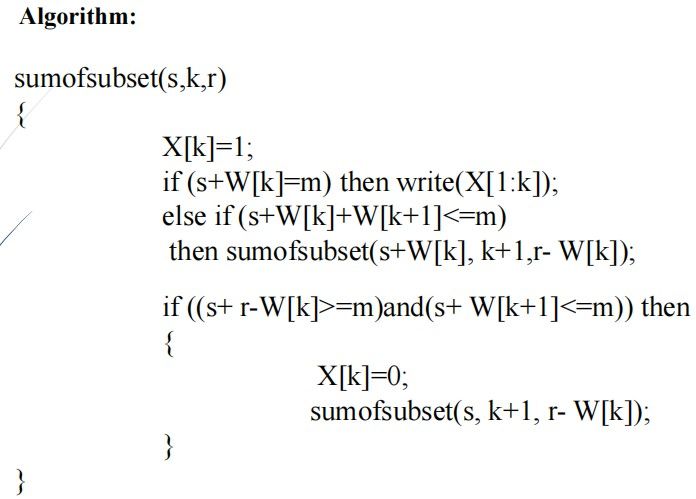 Algorithm:
sumofsubset(s,k,r)
{
X[k]=1;
if (s+W[k]=m) then write(X[1:k]);
else if (s+W[k]+W[k+1]<=m)
then sumofsubset(s+W[k], k+1,r- W[k]);
if ((s+ r-W[k]>=m)and(s+ W[k+1]<=m)) then
{
X[k]=0;
sumofsubset(s, k+1, r- W[k]);
}
}